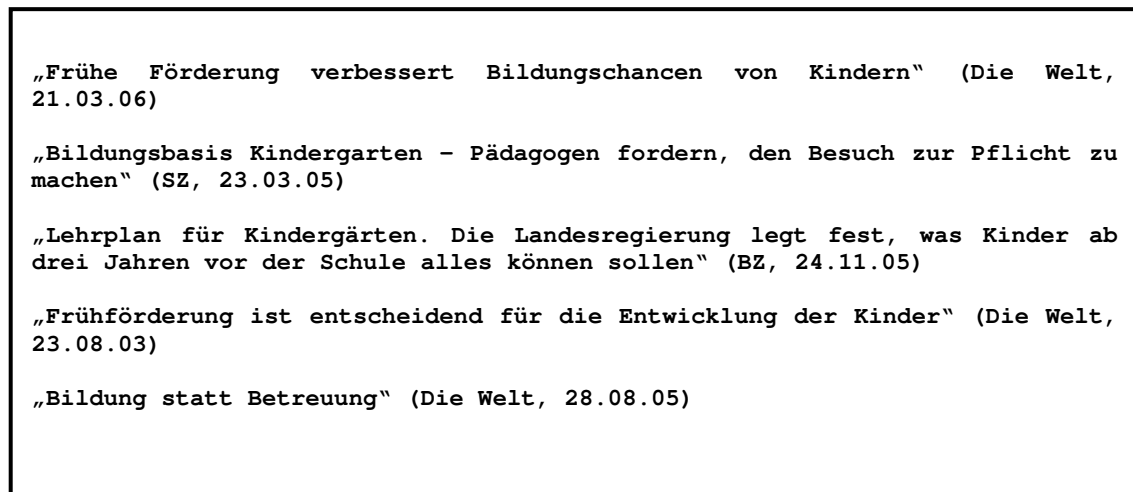 „Frühe Förderung verbessert Bildungschancen von Kindern“ (Die Welt,
21.03.06)
„Bildungsbasis Kindergarten – Pädagogen fordern, den Besuch zur Pflicht zu
machen“ (SZ, 23.03.05)
„Lehrplan für Kindergärten. Die Landesregierung legt fest, was Kinder ab
drei Jahren vor der Schule alles können sollen“ (BZ, 24.11.05)
„Frühförderung ist entscheidend für die Entwicklung der Kinder“ (Die Welt,
23.08.03)
„Bildung statt Betreuung“ (Die Welt, 28.08.05)